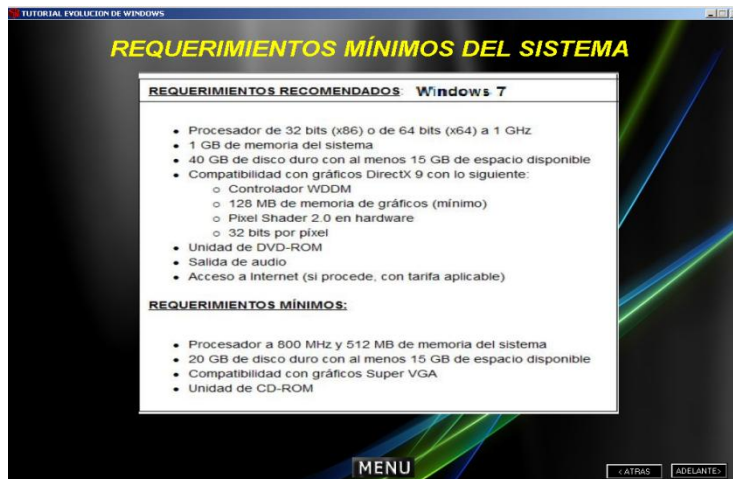 TUTORIAL EVOLUCION DE WINDOWS
REQUERIMIENTOS MÍNIMOS DEL SISTEMA
REQUERIMIENTOS RECOMENDADOS: Windows 7
• Procesador de 32 bits (x86) o de 64 bits (x64) a 1 GHz
• 1 GB de memoria del sistema
• 40 GB de disco duro con al menos 15 GB de espacio disponible
• Compatibilidad con gráficos DirectX 9 con lo siguiente:
o Controlador WDDM
o 128 MB de memoria de gráficos (mínimo)
o Pixel Shader 2.0 en hardware
o 32 bits por píxel
• Unidad de DVD-ROM
• Salida de audio
• Acceso a Internet (si procede, con tarifa aplicable)
REQUERIMIENTOS MÍNIMOS:
• Procesador a 800 MHz y 512 MB de memoria del sistema
• 20 GB de disco duro con al menos 15 GB de espacio disponible
• Compatibilidad con gráficos Super VGA
• Unidad de CD-ROM
MENU
<ATRAS ADELANTE>